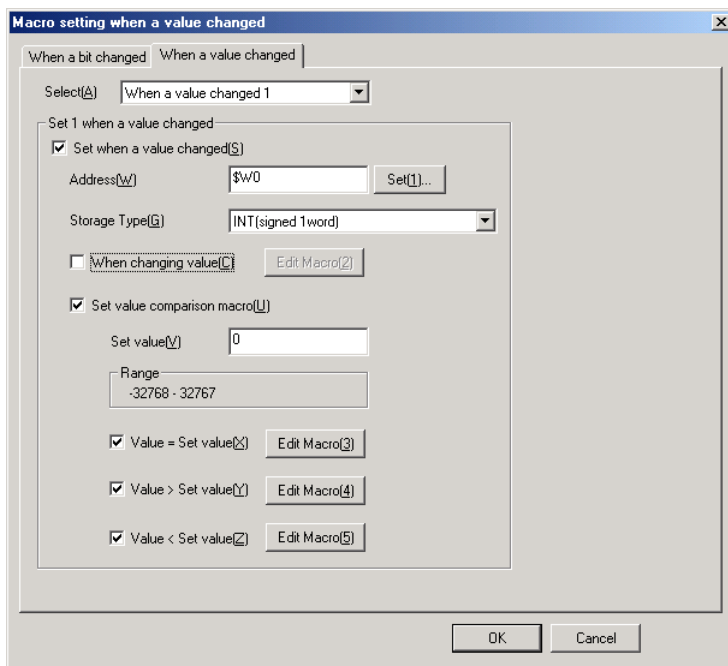 Macro setting when a value changed
When a bit changed When a value changed
Select(A) When a value changed 1
Set 1 when a value changed
Set when a value changed(S)
Address(W) $W0 Set(1)...
Storage Type(G) INT(signed 1word)
When changing value(C) Edit Macro(2)
Set value comparison macro(U)
Set value(V) 0
Range
-32768 - 32767
Value = Set value(X) Edit Macro(3)
Value > Set value(Y) Edit Macro(4)
Value < Set value(Z) Edit Macro(5)
OK Cancel